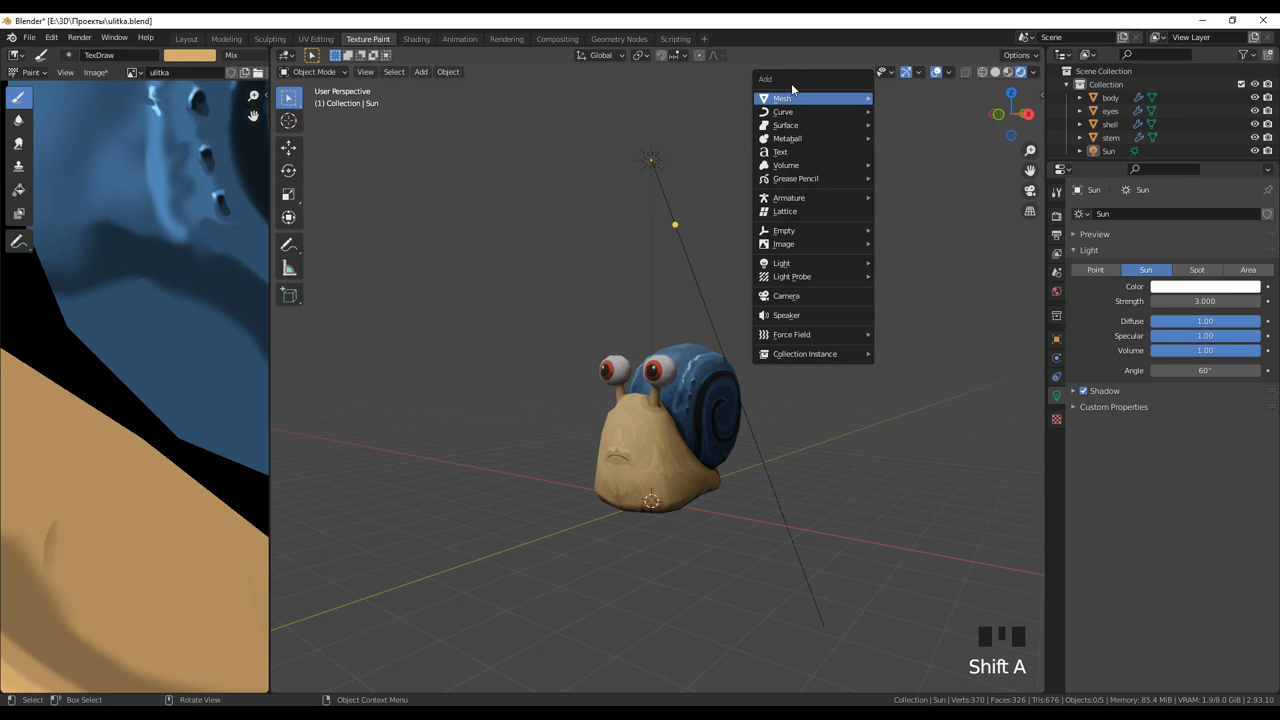 Blender* [E:\3D\Проекты\ulitka.blend]
File Edit Render Window Help Layout Modeling Sculpting UV Editing Texture Paint Shading Animation Rendering Compositing Geometry Nodes Scripting + Scene View Layer
TexDraw Mix Global Options
Paint View Image* ulitka Object Mode View Select Add Object
User Perspective
(1) Collection | Sun
Add
Mesh
Curve
Surface
Metaball
Text
Volume
Grease Pencil
Armature
Lattice
Empty
Image
Light
Light Probe
Camera
Speaker
Force Field
Collection Instance
Z
X
Shift A
Scene Collection
Collection
body
eyes
shell
stem
Sun
Sun Sun
Sun
Preview
Light
Point Sun Spot Area
Color
Strength 3.000
Diffuse 1.00
Specular 1.00
Volume 1.00
Angle 60°
Shadow
Custom Properties
Select Box Select Rotate View Object Context Menu Collection | Sun | Verts:370 | Faces:326 | Tris:676 | Objects:0/5 | Memory: 85.4 MiB | VRAM: 1.9/8.0 GiB | 2.93.10